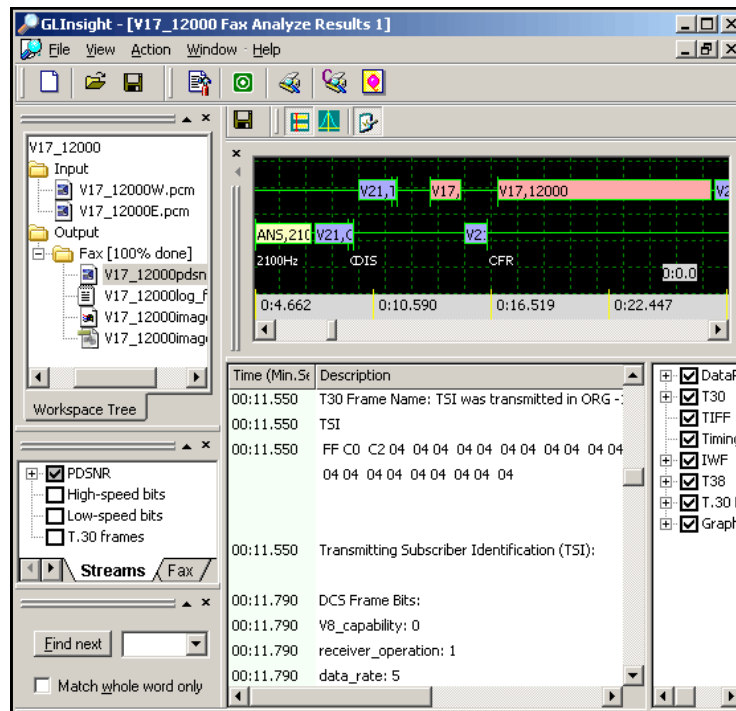 GLInsight - [V17_12000 Fax Analyze Results 1]
File View Action Window Help
V17_12000
Input
V17_12000W.pcm
V17_12000E.pcm
Output
Fax [100% done]
V17_12000pdsn
V17_12000log_f
V17_12000imag
V17_12000imag
Workspace Tree
PDSNR
High-speed bits
Low-speed bits
T.30 frames
Streams Fax
Find next
Match whole word only
V21, V17, V17,12000 V2
ANS,210 V21,C V2
2100Hz DIS CFR
0:0.0
0:4.662 0:10.590 0:16.519 0:22.447
Time (Min.Se Description
00:11.550 T30 Frame Name: TSI was transmitted in ORG -
00:11.550 TSI
00:11.550 FF C0 C2 04 04 04 04 04 04 04 04 04 04
04 04 04 04 04 04 04 04
00:11.550 Transmitting Subscriber Identification (TSI):
00:11.790 DCS Frame Bits:
00:11.790 V8_capability: 0
00:11.790 receiver_operation: 1
00:11.790 data_rate: 5
DataF
T30
TIFF
Timing
IWF
T38
T.30
Graph